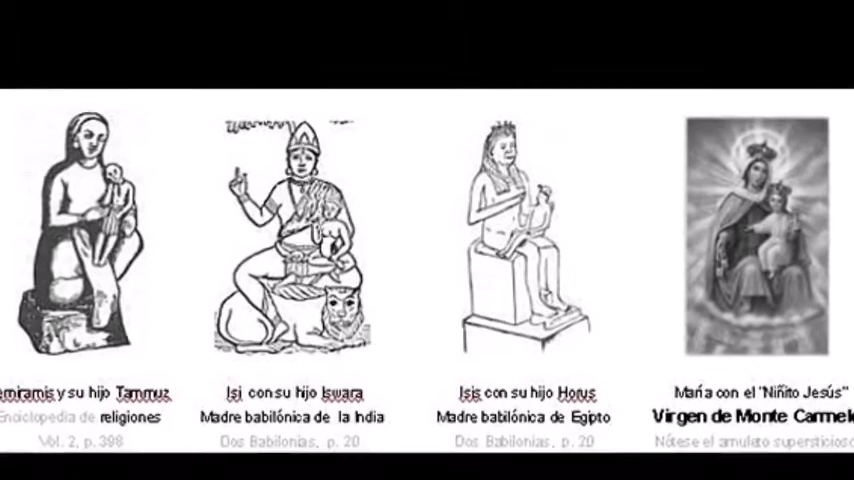 emiramis y su hijo Tammuz
Enciclopedia de religiones
Vol. 2, p. 398
Isi con su hijo Iswara
Madre babilónica de la India
Dos Babilonias, p. 20
Isis con su hijo Horus
Madre babilónica de Egipto
Dos Babilonias, p. 20
María con el "Niñito Jesús"
Virgen de Monte Carmelo
Nótese el amuleto supersticioso